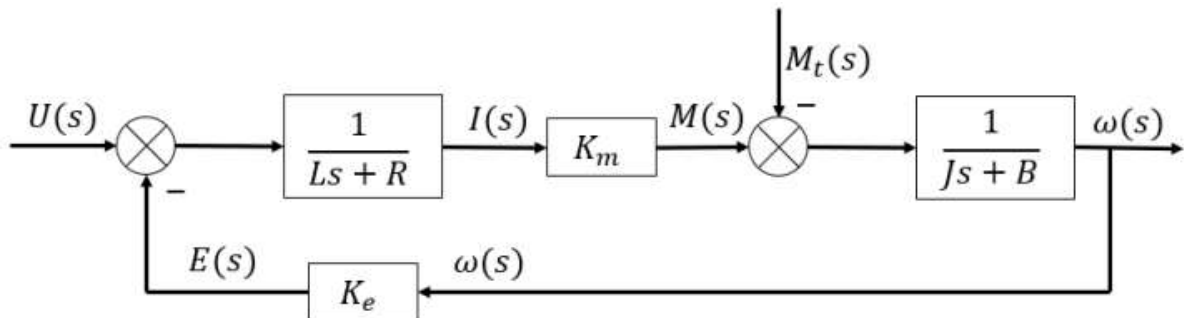 M_t(s)
−
U(s)
1
Ls + R
I(s)
K_m
M(s)
1
Js + B
ω(s)
−
E(s)
K_e
ω(s)